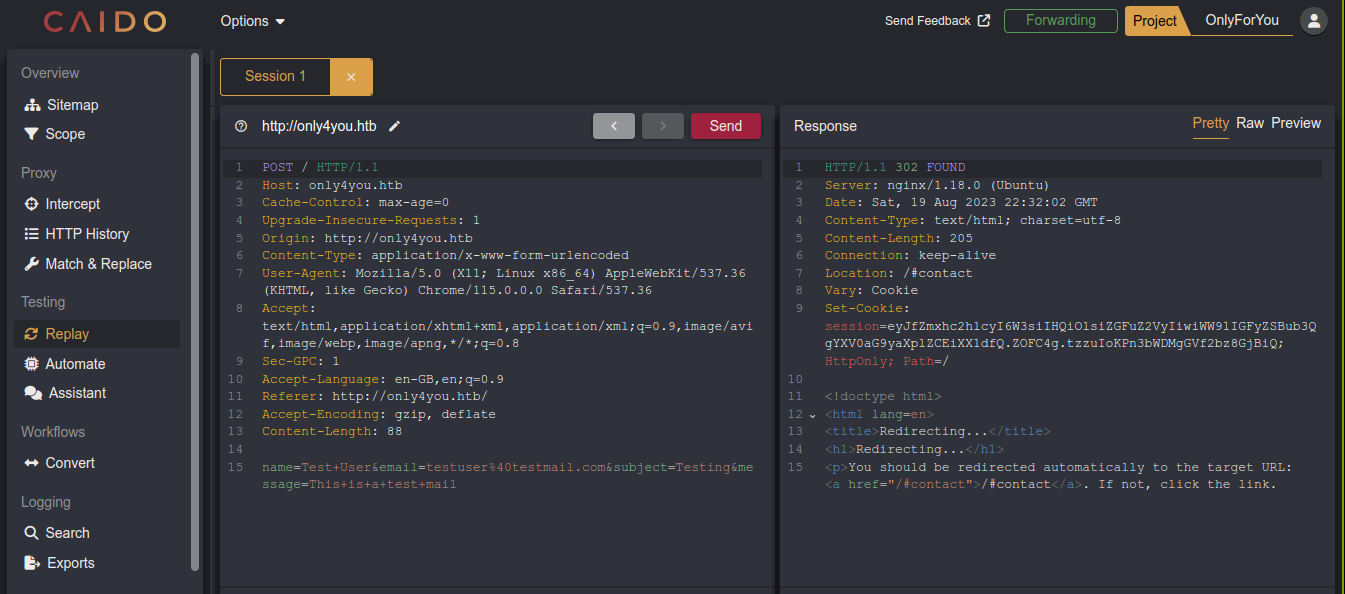 CAIDO
Options
Send Feedback
Forwarding
Project
OnlyForYou
Overview
Sitemap
Scope
Proxy
Intercept
HTTP History
Match & Replace
Testing
Replay
Automate
Assistant
Workflows
Convert
Logging
Search
Exports
Session 1 ×
http://only4you.htb
< > Send
1 POST / HTTP/1.1
2 Host: only4you.htb
3 Cache-Control: max-age=0
4 Upgrade-Insecure-Requests: 1
5 Origin: http://only4you.htb
6 Content-Type: application/x-www-form-urlencoded
7 User-Agent: Mozilla/5.0 (X11; Linux x86_64) AppleWebKit/537.36
(KHTML, like Gecko) Chrome/115.0.0.0 Safari/537.36
8 Accept:
text/html,application/xhtml+xml,application/xml;q=0.9,image/avi
f,image/webp,image/apng,*/*;q=0.8
9 Sec-GPC: 1
10 Accept-Language: en-GB,en;q=0.9
11 Referer: http://only4you.htb/
12 Accept-Encoding: gzip, deflate
13 Content-Length: 88
14
15 name=Test+User&email=testuser%40testmail.com&subject=Testing&me
ssage=This+is+a+test+mail
Response
Pretty Raw Preview
1 HTTP/1.1 302 FOUND
2 Server: nginx/1.18.0 (Ubuntu)
3 Date: Sat, 19 Aug 2023 22:32:02 GMT
4 Content-Type: text/html; charset=utf-8
5 Content-Length: 205
6 Connection: keep-alive
7 Location: /#contact
8 Vary: Cookie
9 Set-Cookie:
session=eyJfZmxhc2hlcyI6W3siIHQiOlsiZGFuZ2VyIiwiWW91IGFyZSBub3Q
gYXV0aG9yaXplZCEiXX1dfQ.ZOFC4g.tzzuIoKPn3bWDMgGVf2bz8GjBiQ;
HttpOnly; Path=/
10
11 <!doctype html>
12 <html lang=en>
13 <title>Redirecting...</title>
14 <h1>Redirecting...</h1>
15 <p>You should be redirected automatically to the target URL:
<a href="/#contact">/#contact</a>. If not, click the link.